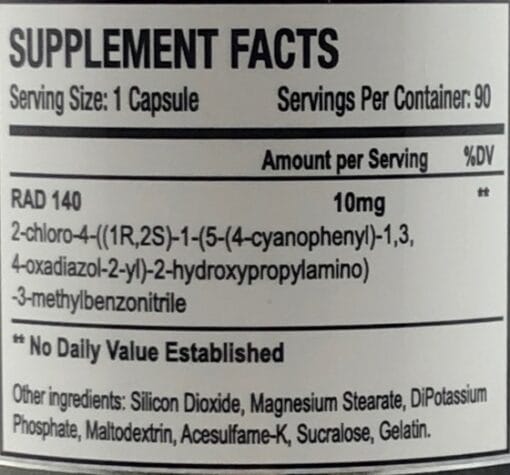 SUPPLEMENT FACTS
Serving Size: 1 Capsule Servings Per Container: 90
Amount per Serving %DV
RAD 140 10mg **
2-chloro-4-((1R,2S)-1-(5-(4-cyanophenyl)-1,3,
4-oxadiazol-2-yl)-2-hydroxypropylamino)
-3-methylbenzonitrile
** No Daily Value Established
Other ingredients: Silicon Dioxide, Magnesium Stearate, DiPotassium
Phosphate, Maltodextrin, Acesulfame-K, Sucralose, Gelatin.